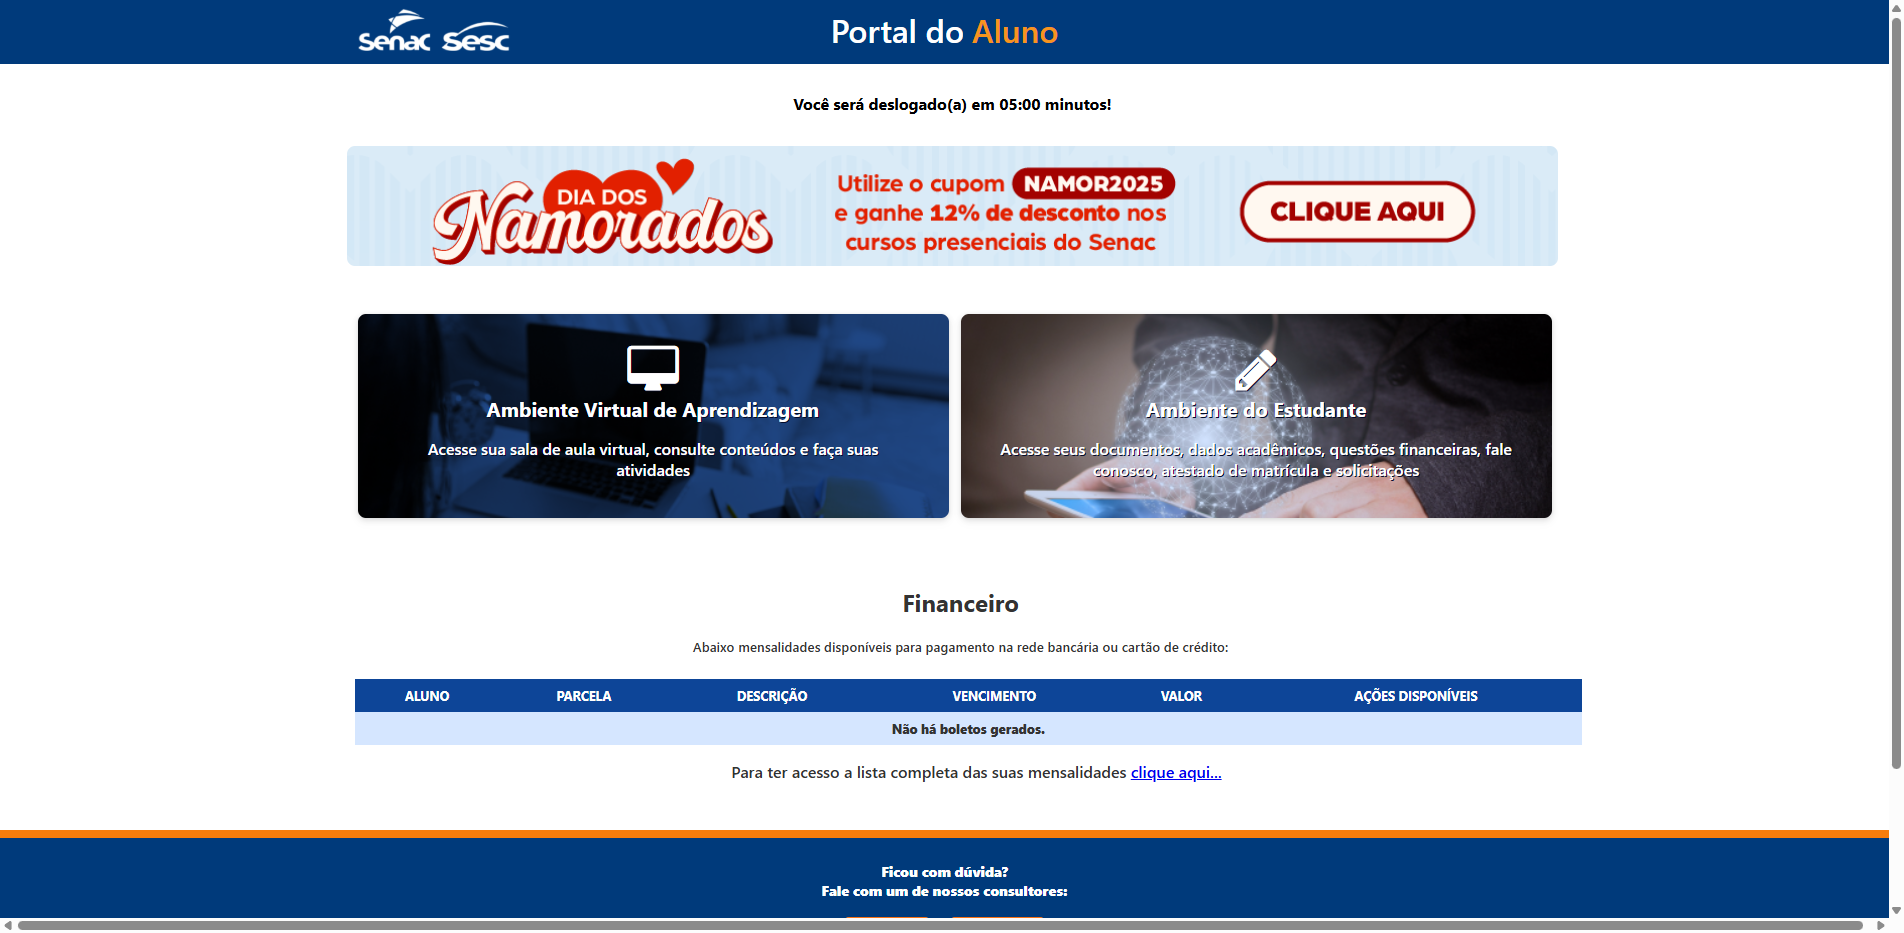 senac sesc
Portal do Aluno
Você será deslogado(a) em 05:00 minutos!
DIA DOS
Namorados
Utilize o cupom NAMOR2025
e ganhe 12% de desconto nos
cursos presenciais do Senac
CLIQUE AQUI
Ambiente Virtual de Aprendizagem
Acesse sua sala de aula virtual, consulte conteúdos e faça suas
atividades
Ambiente do Estudante
Acesse seus documentos, dados acadêmicos, questões financeiras, fale
conosco, atestado de matrícula e solicitações
Financeiro
Abaixo mensalidades disponíveis para pagamento na rede bancária ou cartão de crédito:
ALUNO PARCELA DESCRIÇÃO VENCIMENTO VALOR AÇÕES DISPONÍVEIS
Não há boletos gerados.
Para ter acesso a lista completa das suas mensalidades clique aqui...
Ficou com dúvida?
Fale com um de nossos consultores: